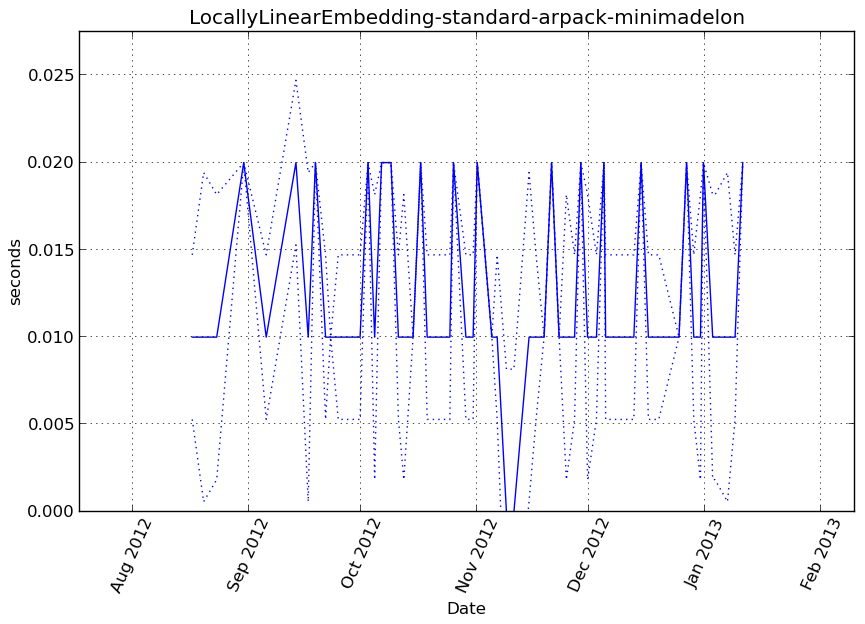 LocallyLinearEmbedding-standard-arpack-minimadelon
0.025
0.020
0.015
0.010
0.005
0.000
seconds
Aug 2012
Sep 2012
Oct 2012
Nov 2012
Dec 2012
Jan 2013
Feb 2013
Date